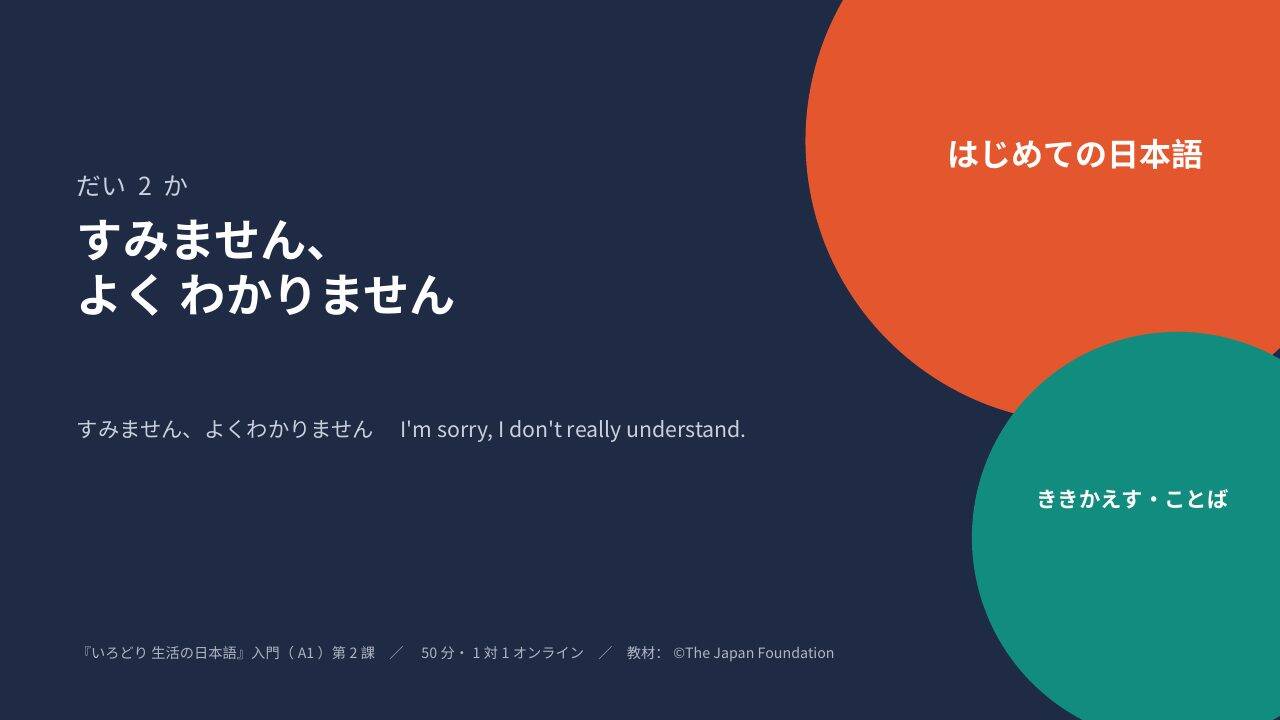 はじめての日本語
だい 2 か
すみません、
よく わかりません
すみません、よくわかりません　I'm sorry, I don't really understand.
ききかえす・ことば
『いろどり 生活の日本語』入門（ A1 ）第 2 課　／　50 分・ 1 対 1 オンライン　／　教材： ©The Japan Foundation